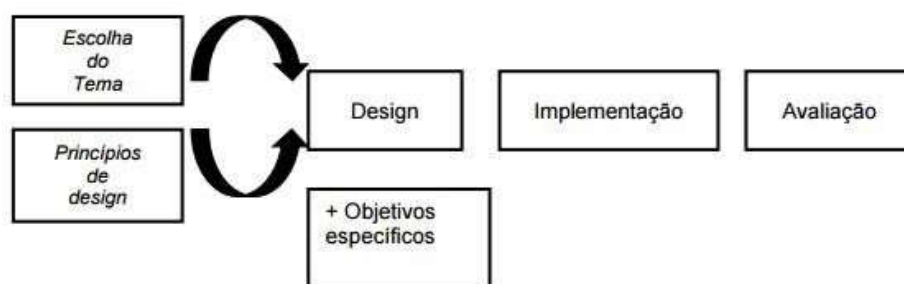 Escolha
do
Tema
Princípios
de
design
Design
Implementação
Avaliação
+ Objetivos
específicos